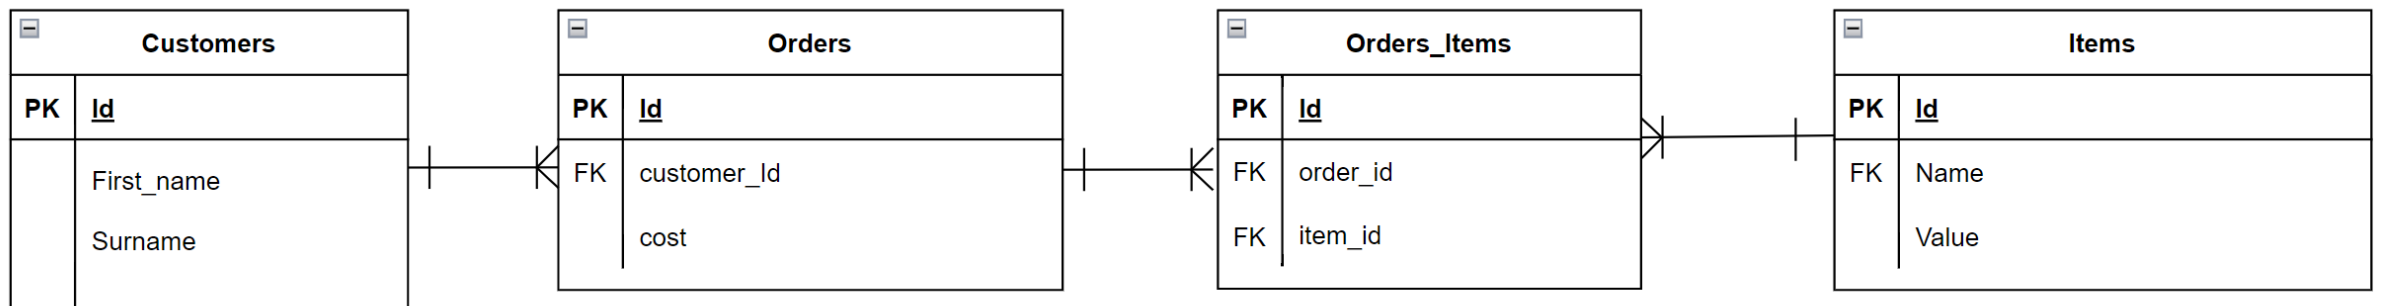 Customers
PK Id
First_name
Surname
Orders
PK Id
FK customer_Id
cost
Orders_Items
PK Id
FK order_id
FK item_id
Items
PK Id
FK Name
Value